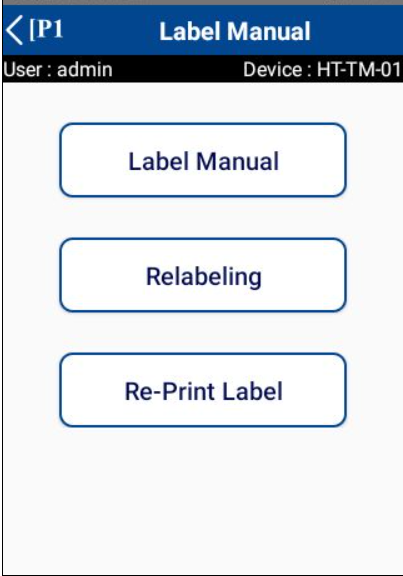 [P1 Label Manual
User : admin Device : HT-TM-01
Label Manual
Relabeling
Re-Print Label